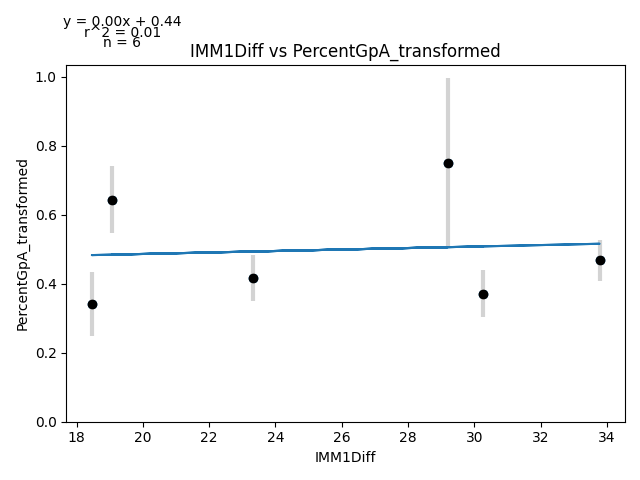 y = 0.00x + 0.44
r^2 = 0.01
n = 6
IMM1Diff vs PercentGpA_transformed
1.0
0.8
0.6
0.4
0.2
0.0
PercentGpA_transformed
18 20 22 24 26 28 30 32 34
IMM1Diff